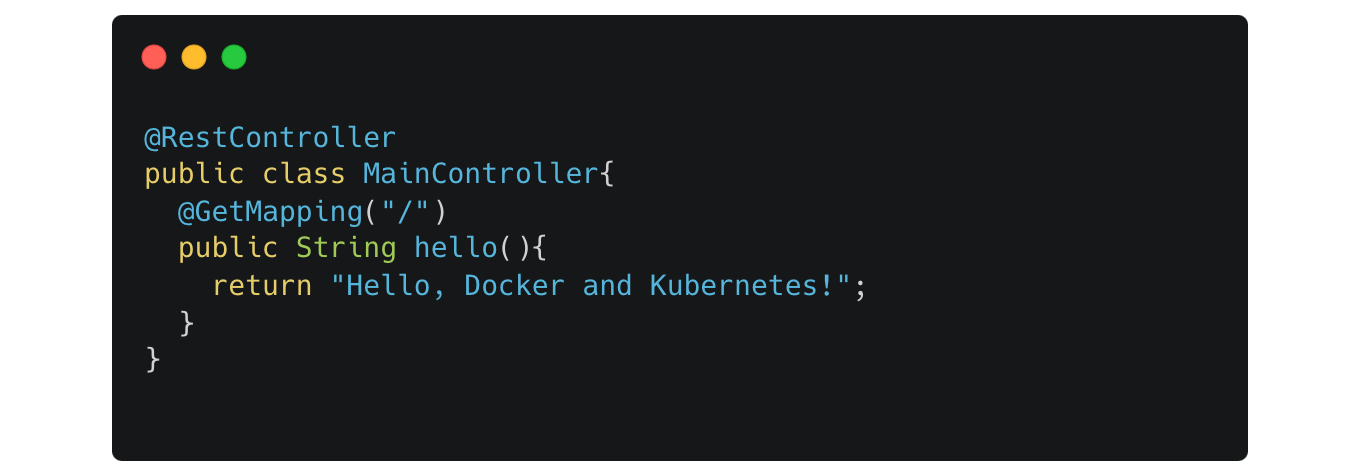 @RestController
public class MainController{
  @GetMapping("/")
  public String hello(){
    return "Hello, Docker and Kubernetes!";
  }
}